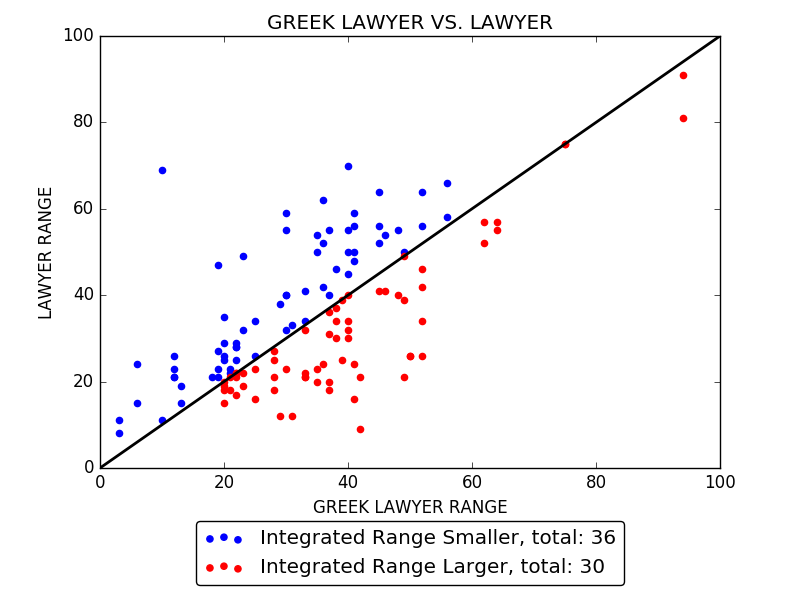 GREEK LAWYER VS. LAWYER
100
80
60
40
20
0
LAWYER RANGE
0 20 40 60 80 100
GREEK LAWYER RANGE
Integrated Range Smaller, total: 36
Integrated Range Larger, total: 30